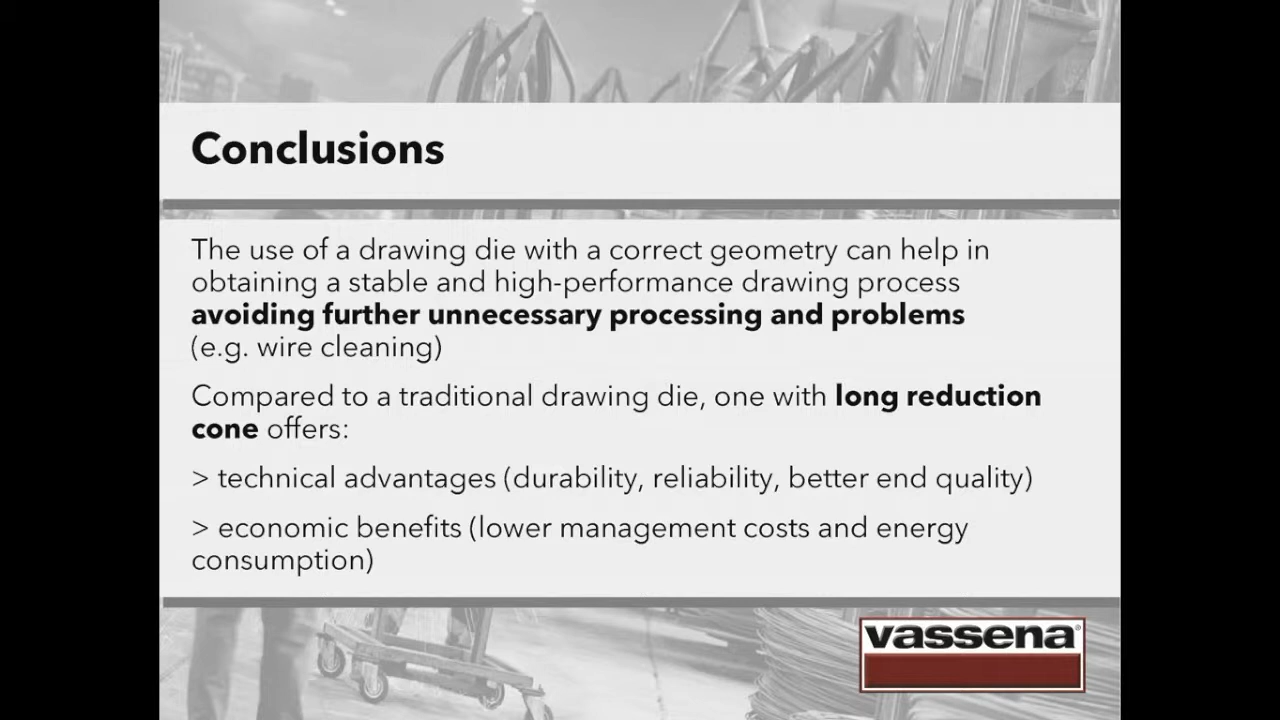 Conclusions
The use of a drawing die with a correct geometry can help in
obtaining a stable and high-performance drawing process
avoiding further unnecessary processing and problems
(e.g. wire cleaning)
Compared to a traditional drawing die, one with long reduction
cone offers:
> technical advantages (durability, reliability, better end quality)
> economic benefits (lower management costs and energy
consumption)
vassena®